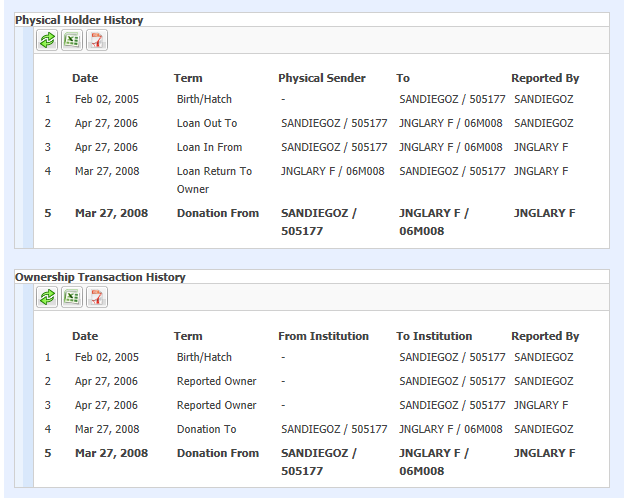 Physical Holder History
Date Term Physical Sender To Reported By
1 Feb 02, 2005 Birth/Hatch - SANDIEGOZ / 505177 SANDIEGOZ
2 Apr 27, 2006 Loan Out To SANDIEGOZ / 505177 JNGLARY F / 06M008 SANDIEGOZ
3 Apr 27, 2006 Loan In From SANDIEGOZ / 505177 JNGLARY F / 06M008 JNGLARY F
4 Mar 27, 2008 Loan Return To JNGLARY F / 06M008 SANDIEGOZ / 505177 JNGLARY F
Owner
5 Mar 27, 2008 Donation From SANDIEGOZ / JNGLARY F / JNGLARY F
505177 06M008
Ownership Transaction History
Date Term From Institution To Institution Reported By
1 Feb 02, 2005 Birth/Hatch - SANDIEGOZ / 505177 SANDIEGOZ
2 Apr 27, 2006 Reported Owner - SANDIEGOZ / 505177 SANDIEGOZ
3 Apr 27, 2006 Reported Owner - SANDIEGOZ / 505177 JNGLARY F
4 Mar 27, 2008 Donation To SANDIEGOZ / 505177 JNGLARY F / 06M008 SANDIEGOZ
5 Mar 27, 2008 Donation From SANDIEGOZ / JNGLARY F / JNGLARY F
505177 06M008